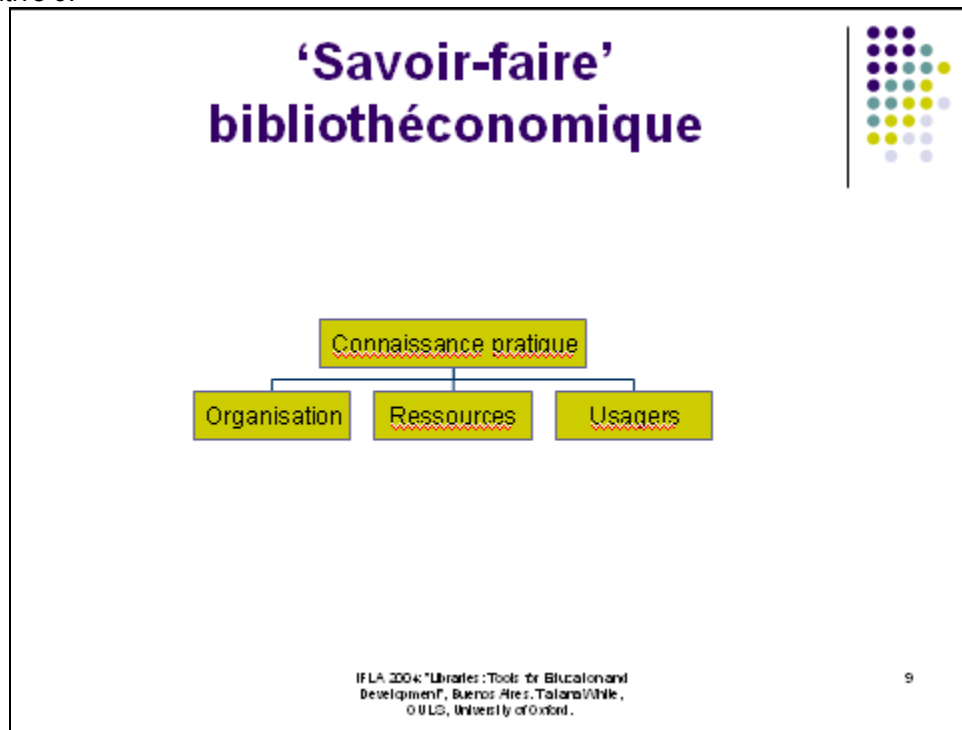 ‘Savoir-faire’
bibliothéconomique
Connaissance pratique
Organisation
Ressources
Usagers
IFLA 2004: "Libraries: Tools for Education and
Development", Buenos Aires. Tatiana White,
OULS, University of Oxford.
9